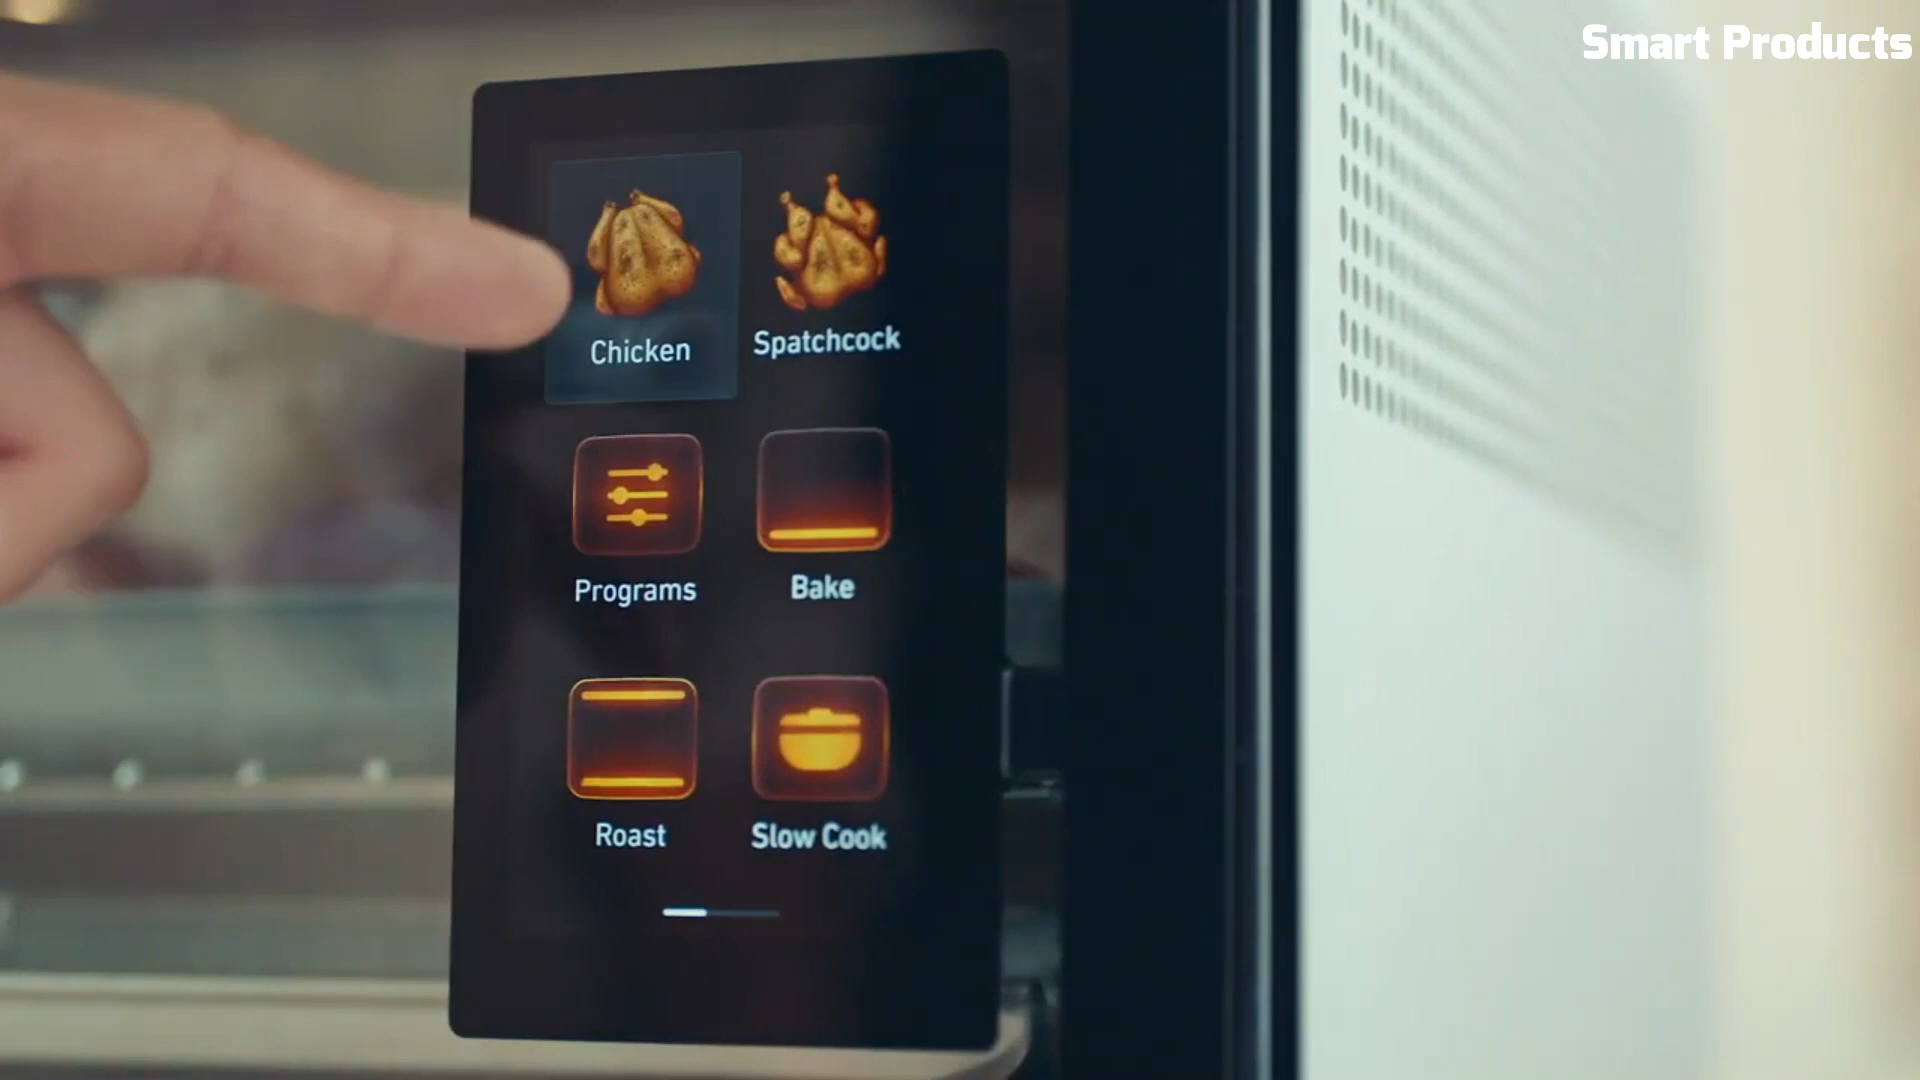 Smart Products
Chicken
Spatchcock
Programs
Bake
Roast
Slow Cook